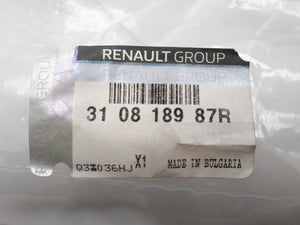 RENAULT GROUP
31 08 189 87R
X1
MADE IN BULGARIA